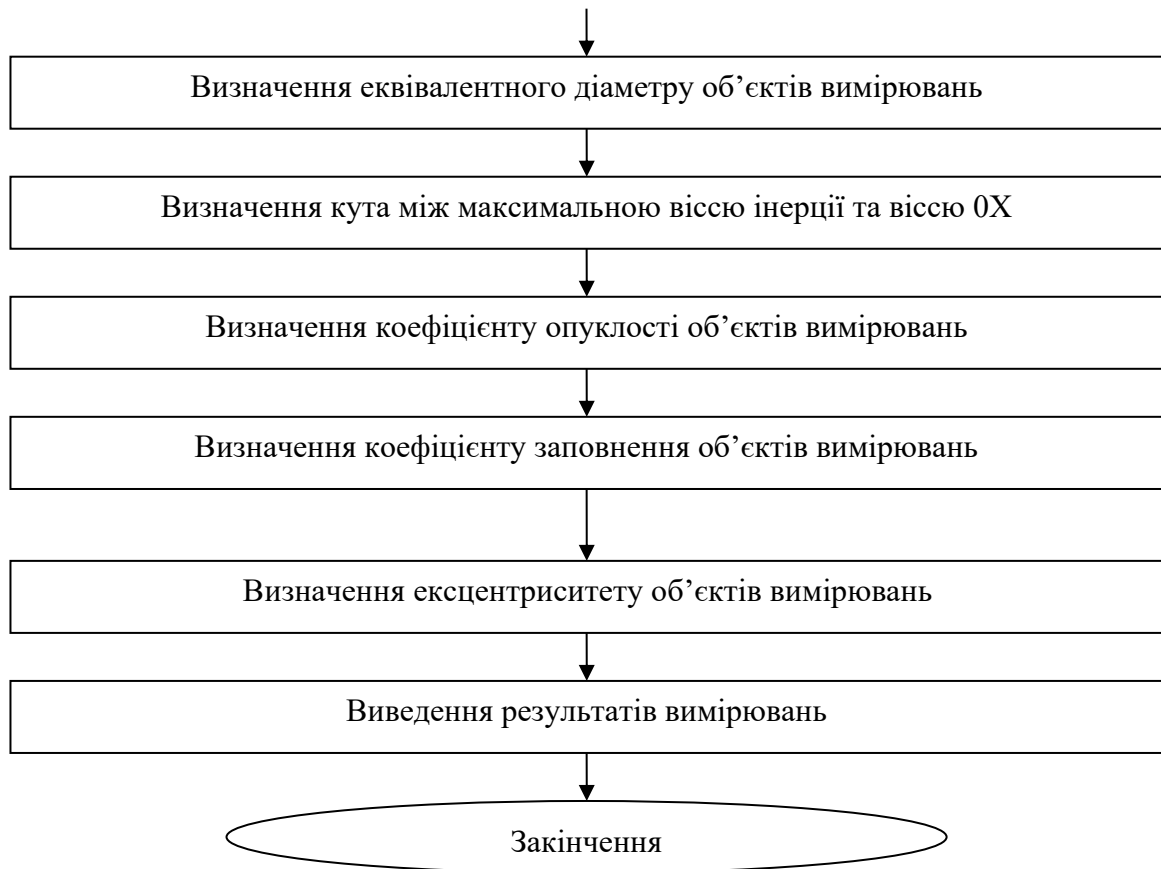 Визначення еквівалентного діаметру об’єктів вимірювань
Визначення кута між максимальною віссю інерції та віссю 0X
Визначення коефіцієнту опуклості об’єктів вимірювань
Визначення коефіцієнту заповнення об’єктів вимірювань
Визначення ексцентриситету об’єктів вимірювань
Виведення результатів вимірювань
Закінчення